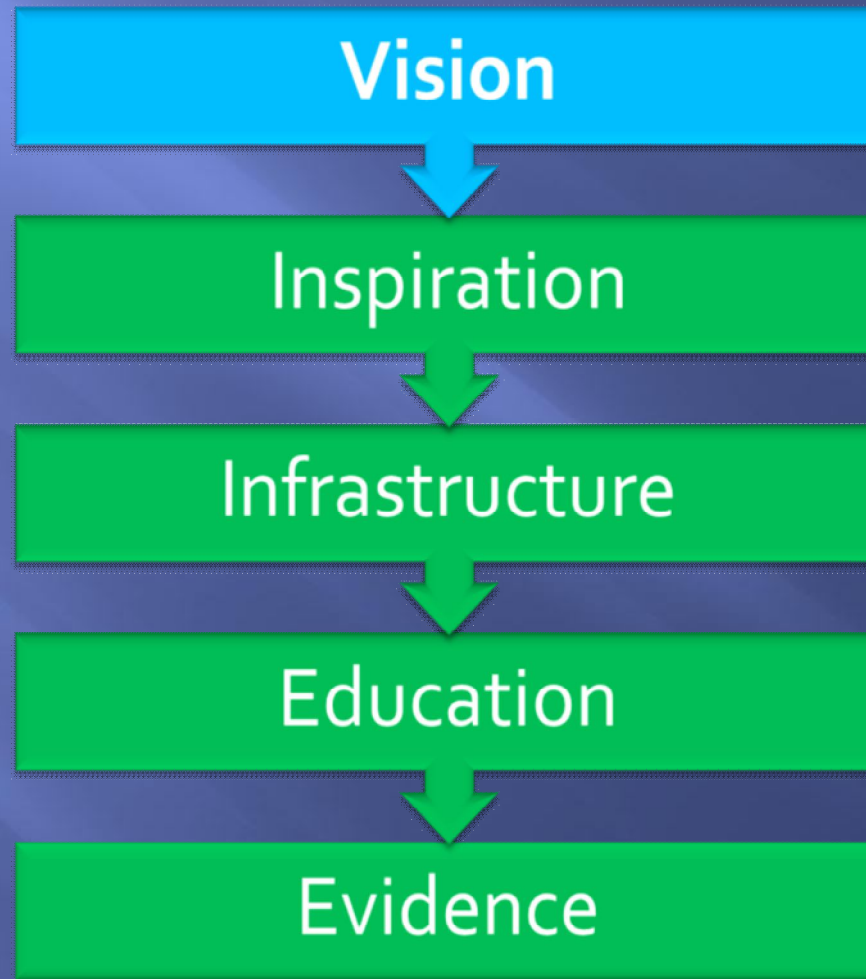 Vision
Inspiration
Infrastructure
Education
Evidence